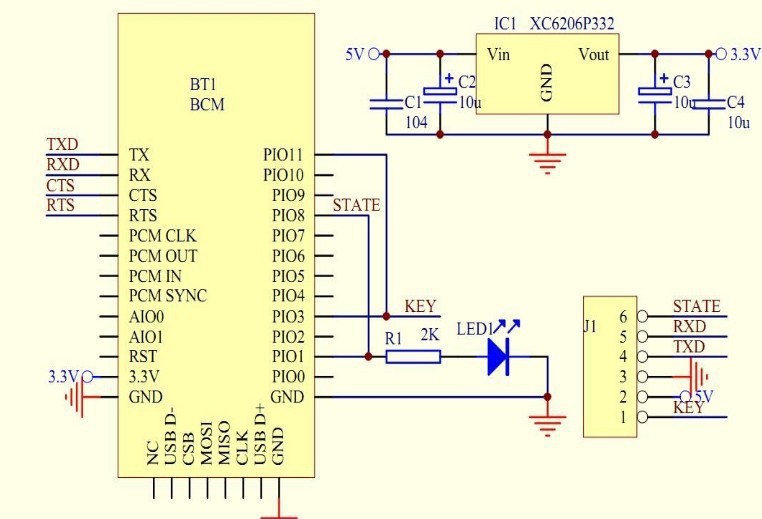 IC1 XC6206P332
5V
Vin
Vout
3.3V
GND
C1
104
C2
10u
C3
10u
C4
10u
BT1
BCM
TXD
RXD
CTS
RTS
TX
RX
CTS
RTS
PCM CLK
PCM OUT
PCM IN
PCM SYNC
AIO0
AIO1
RST
3.3V
3.3V
GND
PIO11
PIO10
PIO9
PIO8
PIO7
PIO6
PIO5
PIO4
PIO3
PIO2
PIO1
PIO0
GND
STATE
KEY
R1
2K
LED1
NC
USB D-
CSB
MOSI
MISO
CLK
USB D+
GND
J1
6
5
4
3
2
1
STATE
RXD
TXD
5V
KEY